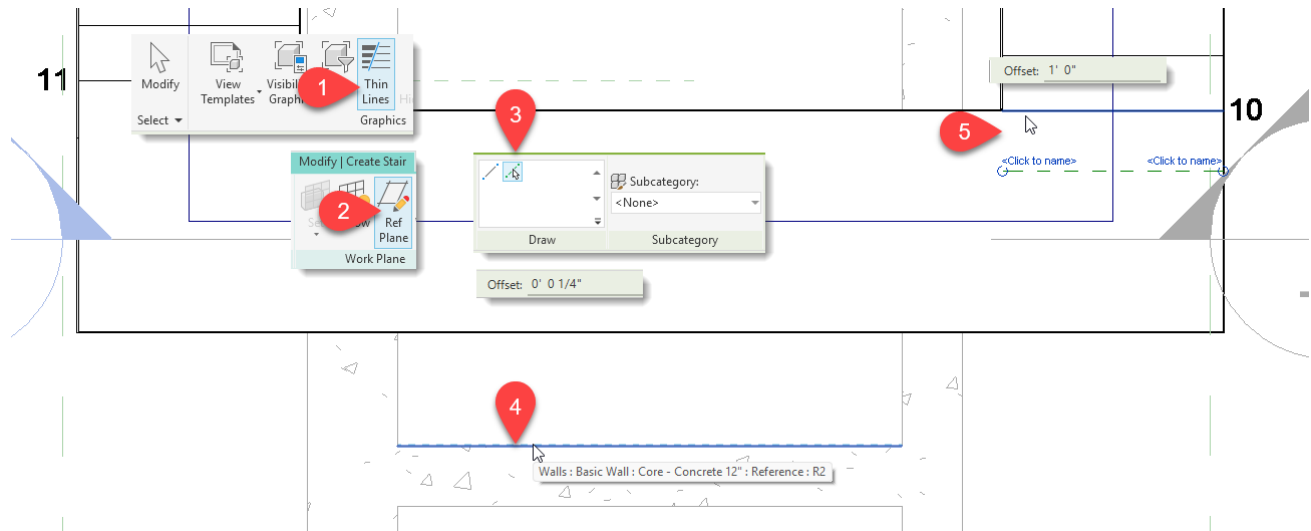 11
Modify
View
Templates
Thin
Lines
Select
Graphics
1
3
Offset: 1' 0"
10
5
<Click to name>
<Click to name>
Modify | Create Stair
2
Ref
Plane
Work Plane
Subcategory:
<None>
Draw
Subcategory
Offset: 0' 0 1/4"
4
Walls : Basic Wall : Core - Concrete 12" : Reference : R2